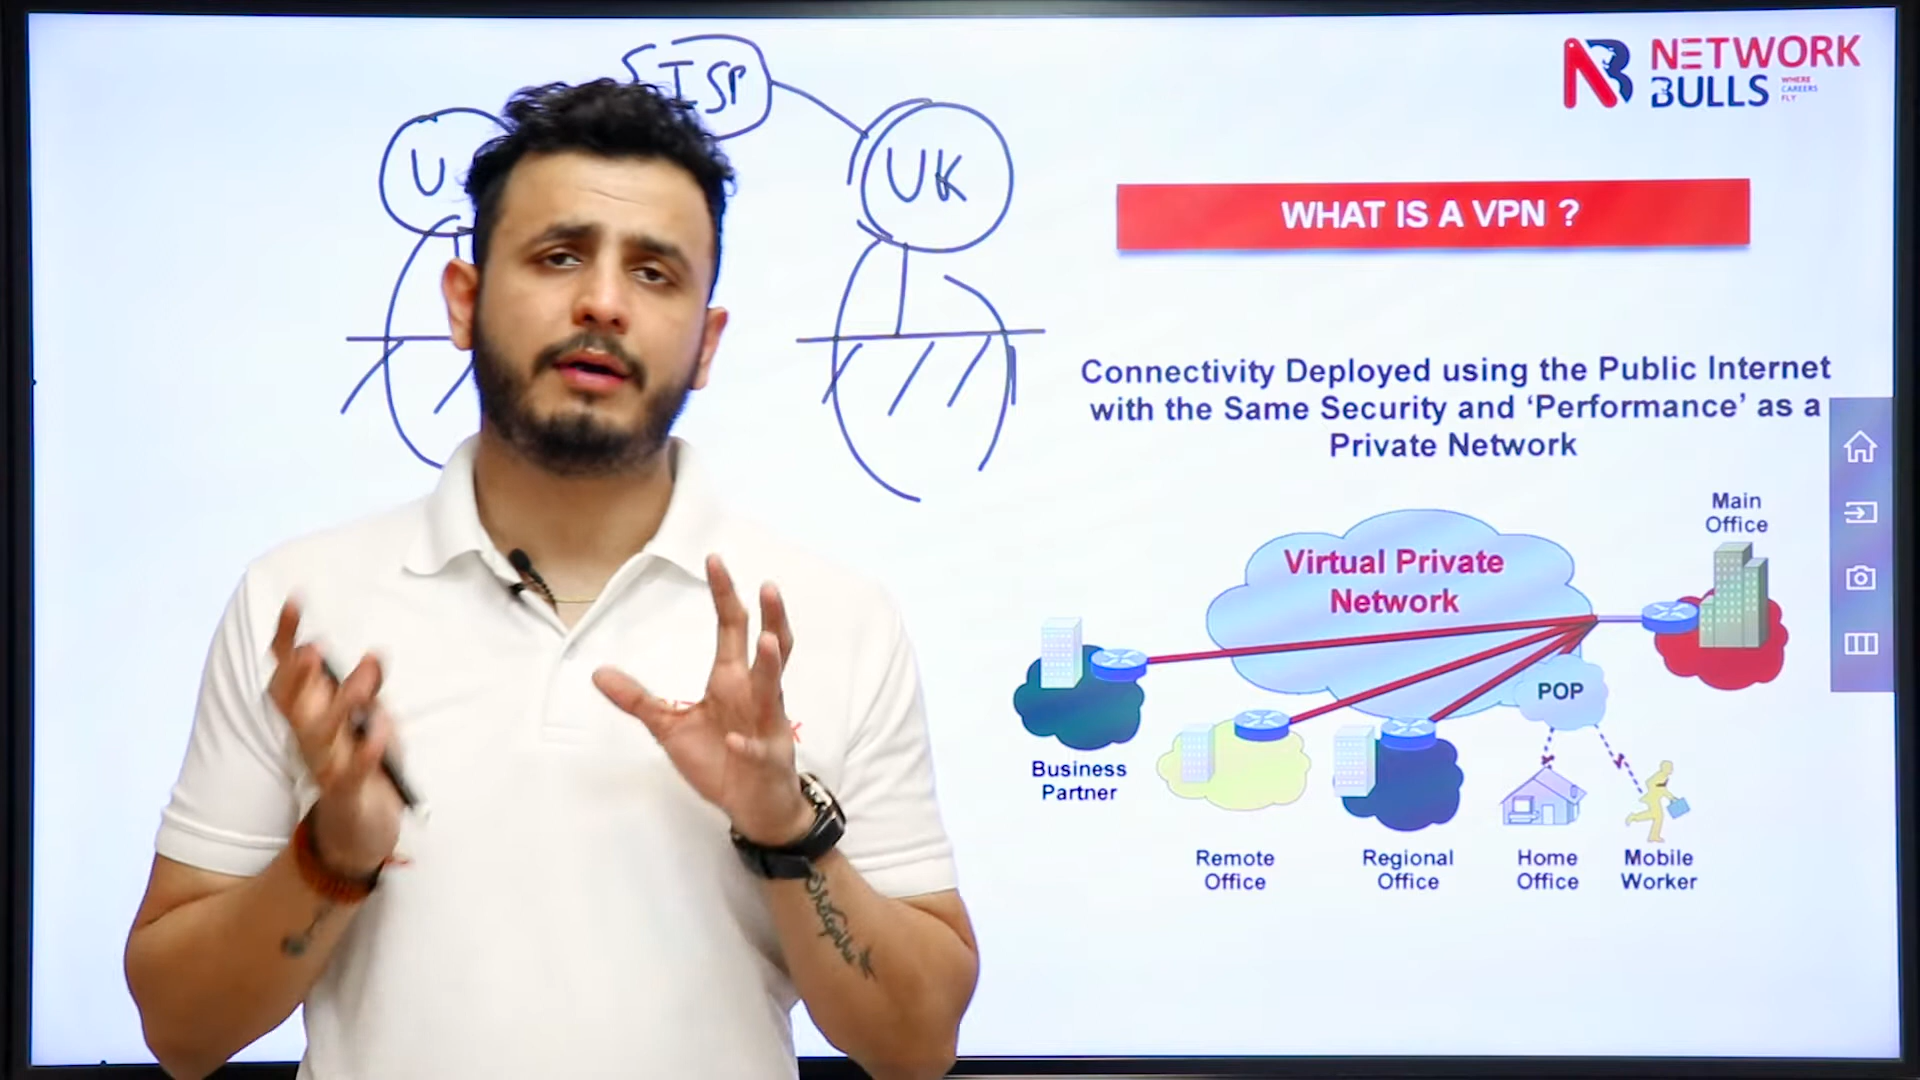 ISP
U
UK
NETWORK
BULLS
WHERE
CAREERS
FLY
WHAT IS A VPN ?
Connectivity Deployed using the Public Internet
with the Same Security and ‘Performance’ as a
Private Network
Main
Office
Virtual Private
Network
POP
Business
Partner
Remote
Office
Regional
Office
Home
Office
Mobile
Worker